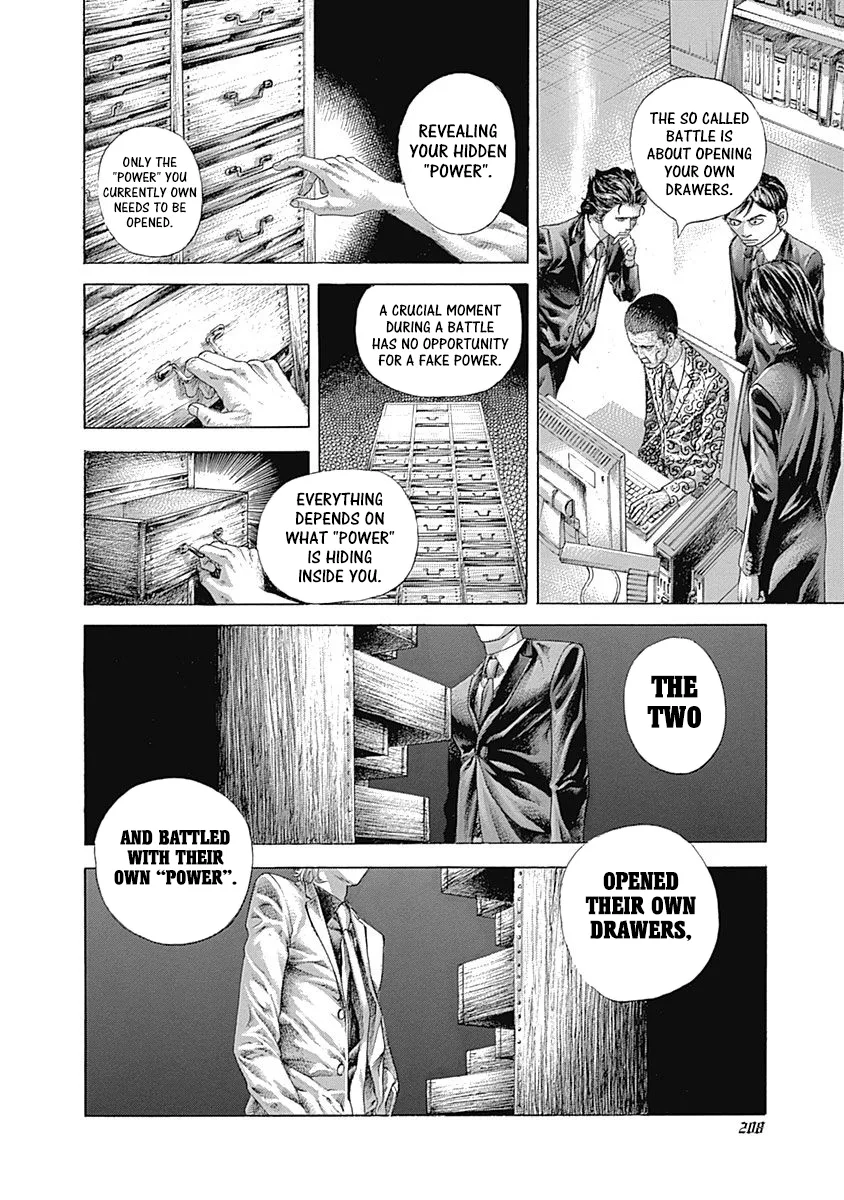 THE SO CALLED
BATTLE IS
ABOUT OPENING
YOUR OWN
DRAWERS.
REVEALING
YOUR HIDDEN
"POWER".
ONLY THE
"POWER" YOU
CURRENTLY OWN
NEEDS TO BE
OPENED.
A CRUCIAL MOMENT
DURING A BATTLE
HAS NO OPPORTUNITY
FOR A FAKE POWER.
EVERYTHING
DEPENDS ON
WHAT "POWER"
IS HIDING
INSIDE YOU.
THE
TWO
OPENED
THEIR OWN
DRAWERS,
AND BATTLED
WITH THEIR
OWN “POWER”.
208